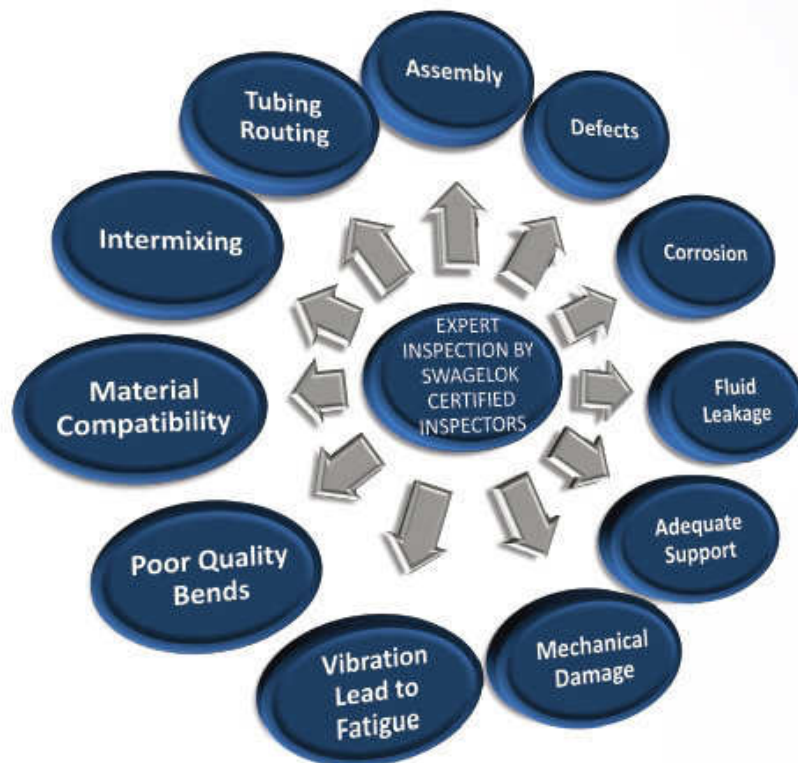 Assembly
Defects
Corrosion
Fluid
Leakage
Adequate
Support
Mechanical
Damage
Vibration
Lead to
Fatigue
Poor Quality
Bends
Material
Compatibility
Intermixing
Tubing
Routing
EXPERT
INSPECTION BY
SWAGELOK
CERTIFIED
INSPECTORS